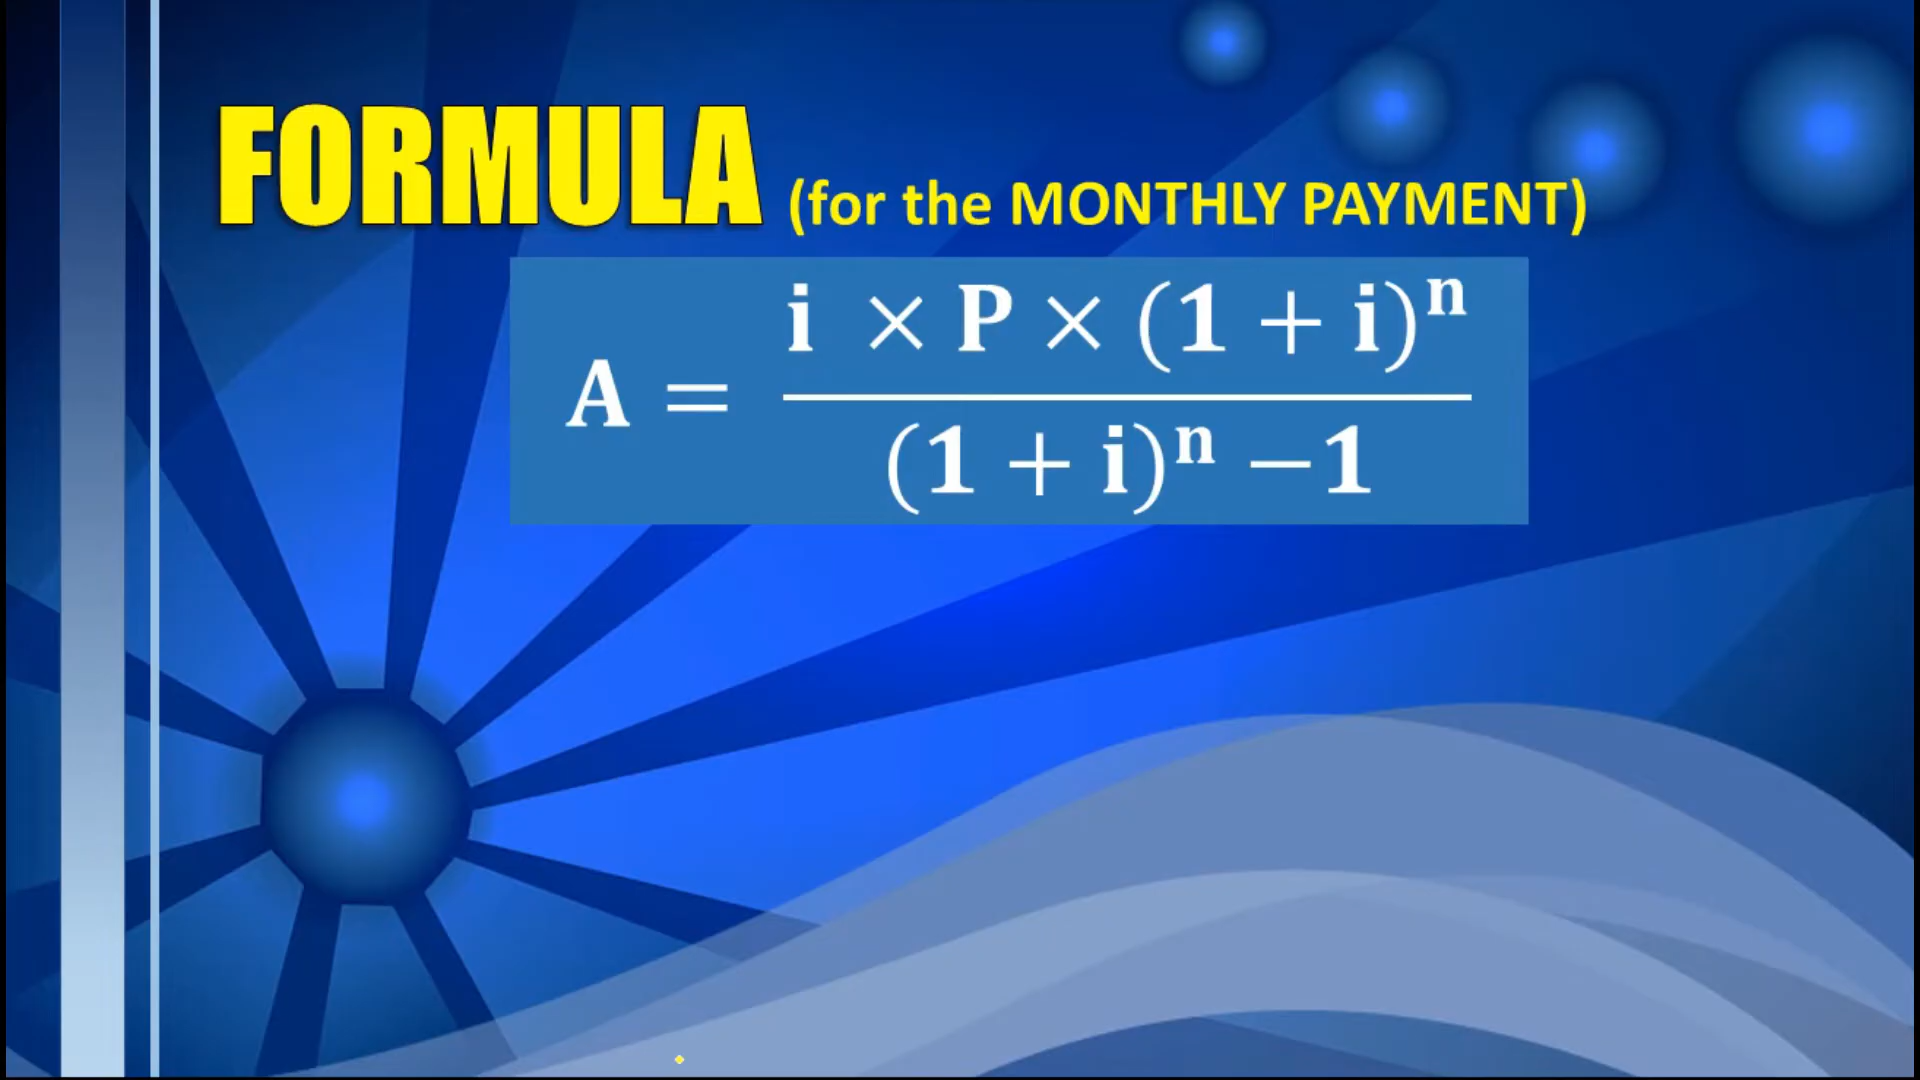 FORMULA (for the MONTHLY PAYMENT)
A = i × P × (1 + i)ⁿ / (1 + i)ⁿ − 1